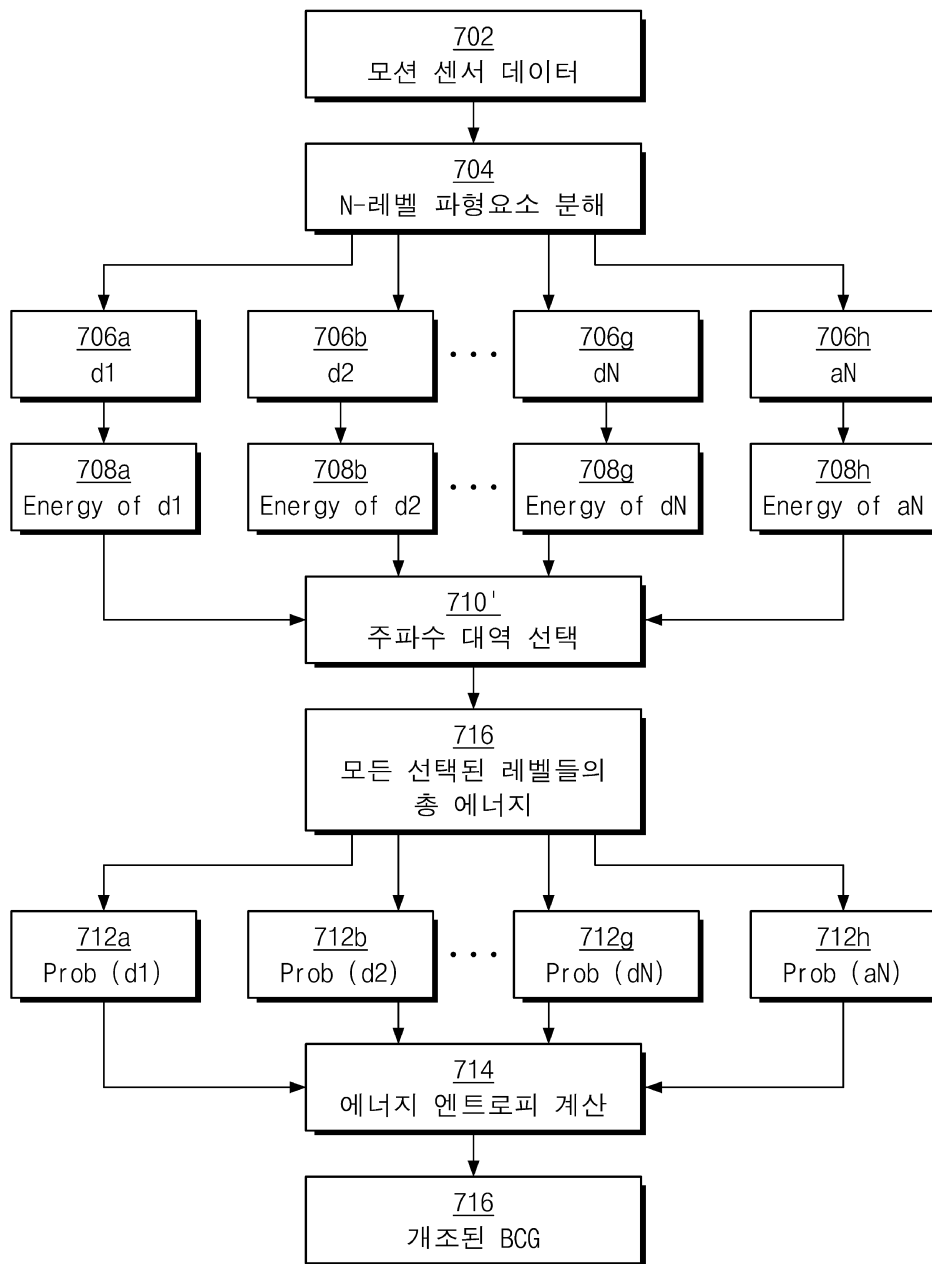 702
모션 센서 데이터
704
N-레벨 파형요소 분해
706a
d1
706b
d2
...
706g
dN
706h
aN
708a
Energy of d1
708b
Energy of d2
...
708g
Energy of dN
708h
Energy of aN
710'
주파수 대역 선택
716
모든 선택된 레벨들의
총 에너지
712a
Prob (d1)
712b
Prob (d2)
...
712g
Prob (dN)
712h
Prob (aN)
714
에너지 엔트로피 계산
716
개조된 BCG